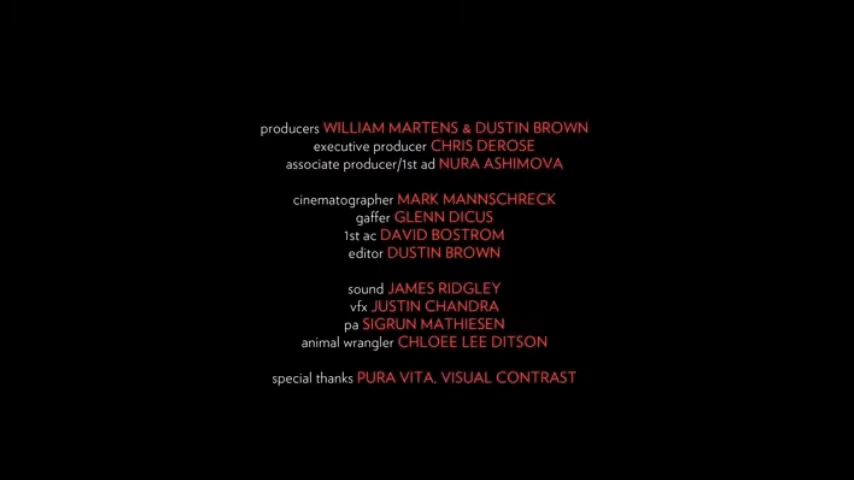 producers WILLIAM MARTENS & DUSTIN BROWN
executive producer CHRIS DEROSE
associate producer/1st ad NURA ASHIMOVA
cinematographer MARK MANNSCHRECK
gaffer GLENN DICUS
1st ac DAVID BOSTROM
editor DUSTIN BROWN
sound JAMES RIDGLEY
vfx JUSTIN CHANDRA
pa SIGRUN MATHIESEN
animal wrangler CHLOEE LEE DITSON
special thanks PURA VITA, VISUAL CONTRAST